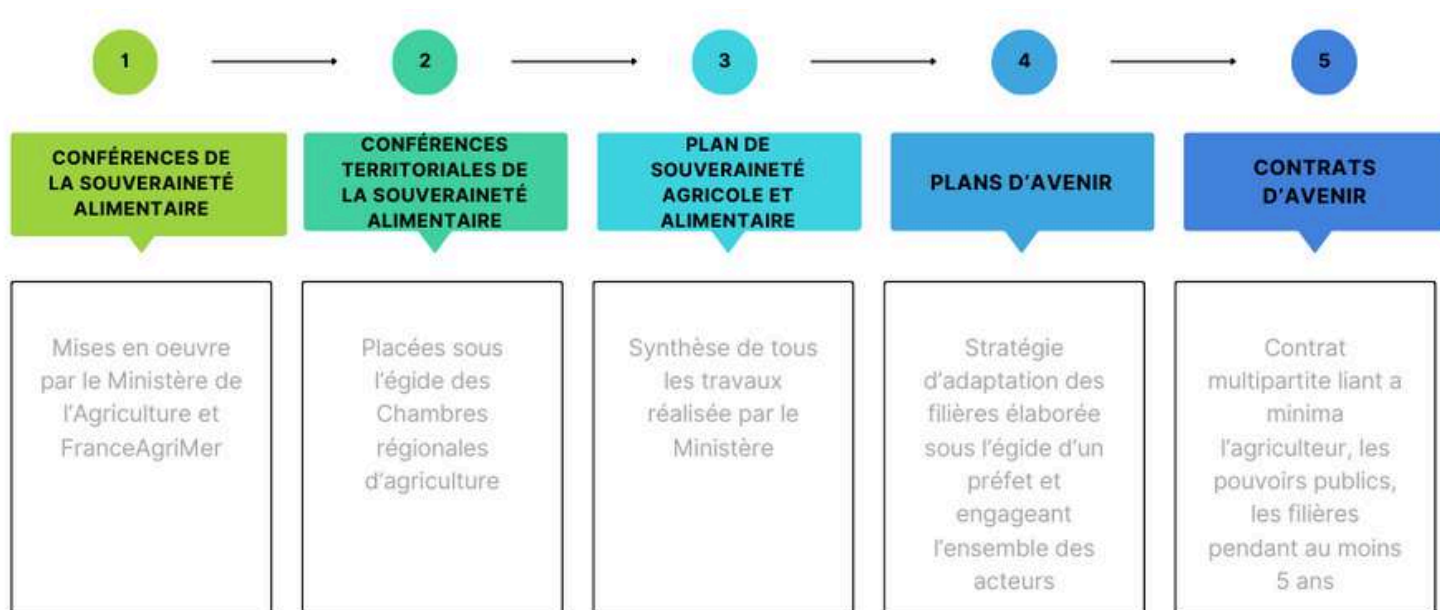 1
2
3
4
5
CONFÉRENCES DE
LA SOUVERAINETÉ
ALIMENTAIRE
CONFÉRENCES
TERRITORIALES DE
LA SOUVERAINETÉ
ALIMENTAIRE
PLAN DE
SOUVERAINETÉ
AGRICOLE ET
ALIMENTAIRE
PLANS D'AVENIR
CONTRATS
D'AVENIR
Mises en oeuvre
par le Ministère de
l'Agriculture et
FranceAgriMer
Placées sous
l'égide des
Chambres
régionales
d'agriculture
Synthèse de tous
les travaux
réalisée par le
Ministère
Stratégie
d'adaptation des
filières élaborée
sous l'égide d'un
préfet et
engageant
l'ensemble des
acteurs
Contrat
multipartite liant a
minima
l'agriculteur, les
pouvoirs publics,
les filières
pendant au moins
5 ans